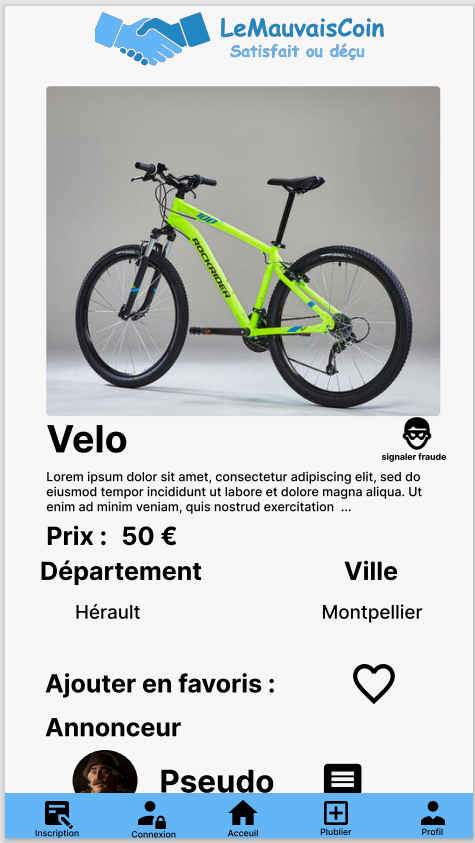 LeMauvaisCoin
Satisfait ou déçu
100
ROCKRIDER
Velo
signaler fraude
Lorem ipsum dolor sit amet, consectetur adipiscing elit, sed do
eiusmod tempor incididunt ut labore et dolore magna aliqua. Ut
enim ad minim veniam, quis nostrud exercitation ...
Prix : 50 €
Département Ville
Hérault Montpellier
Ajouter en favoris :
Annonceur
Pseudo
Inscription Connexion Acceuil Plublier Profil